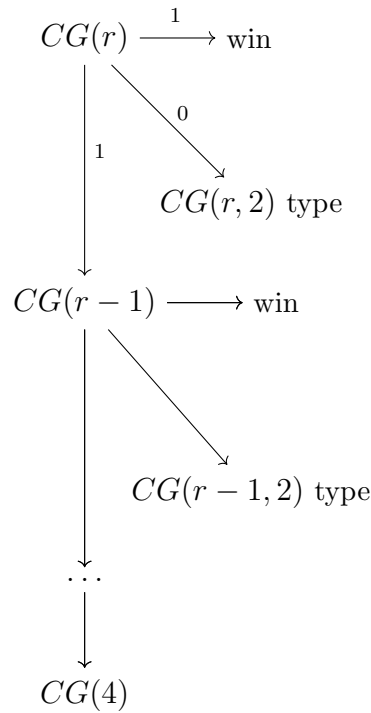 CG(r)
1
win
0
1
CG(r, 2) type
CG(r − 1)
win
CG(r − 1, 2) type
...
CG(4)